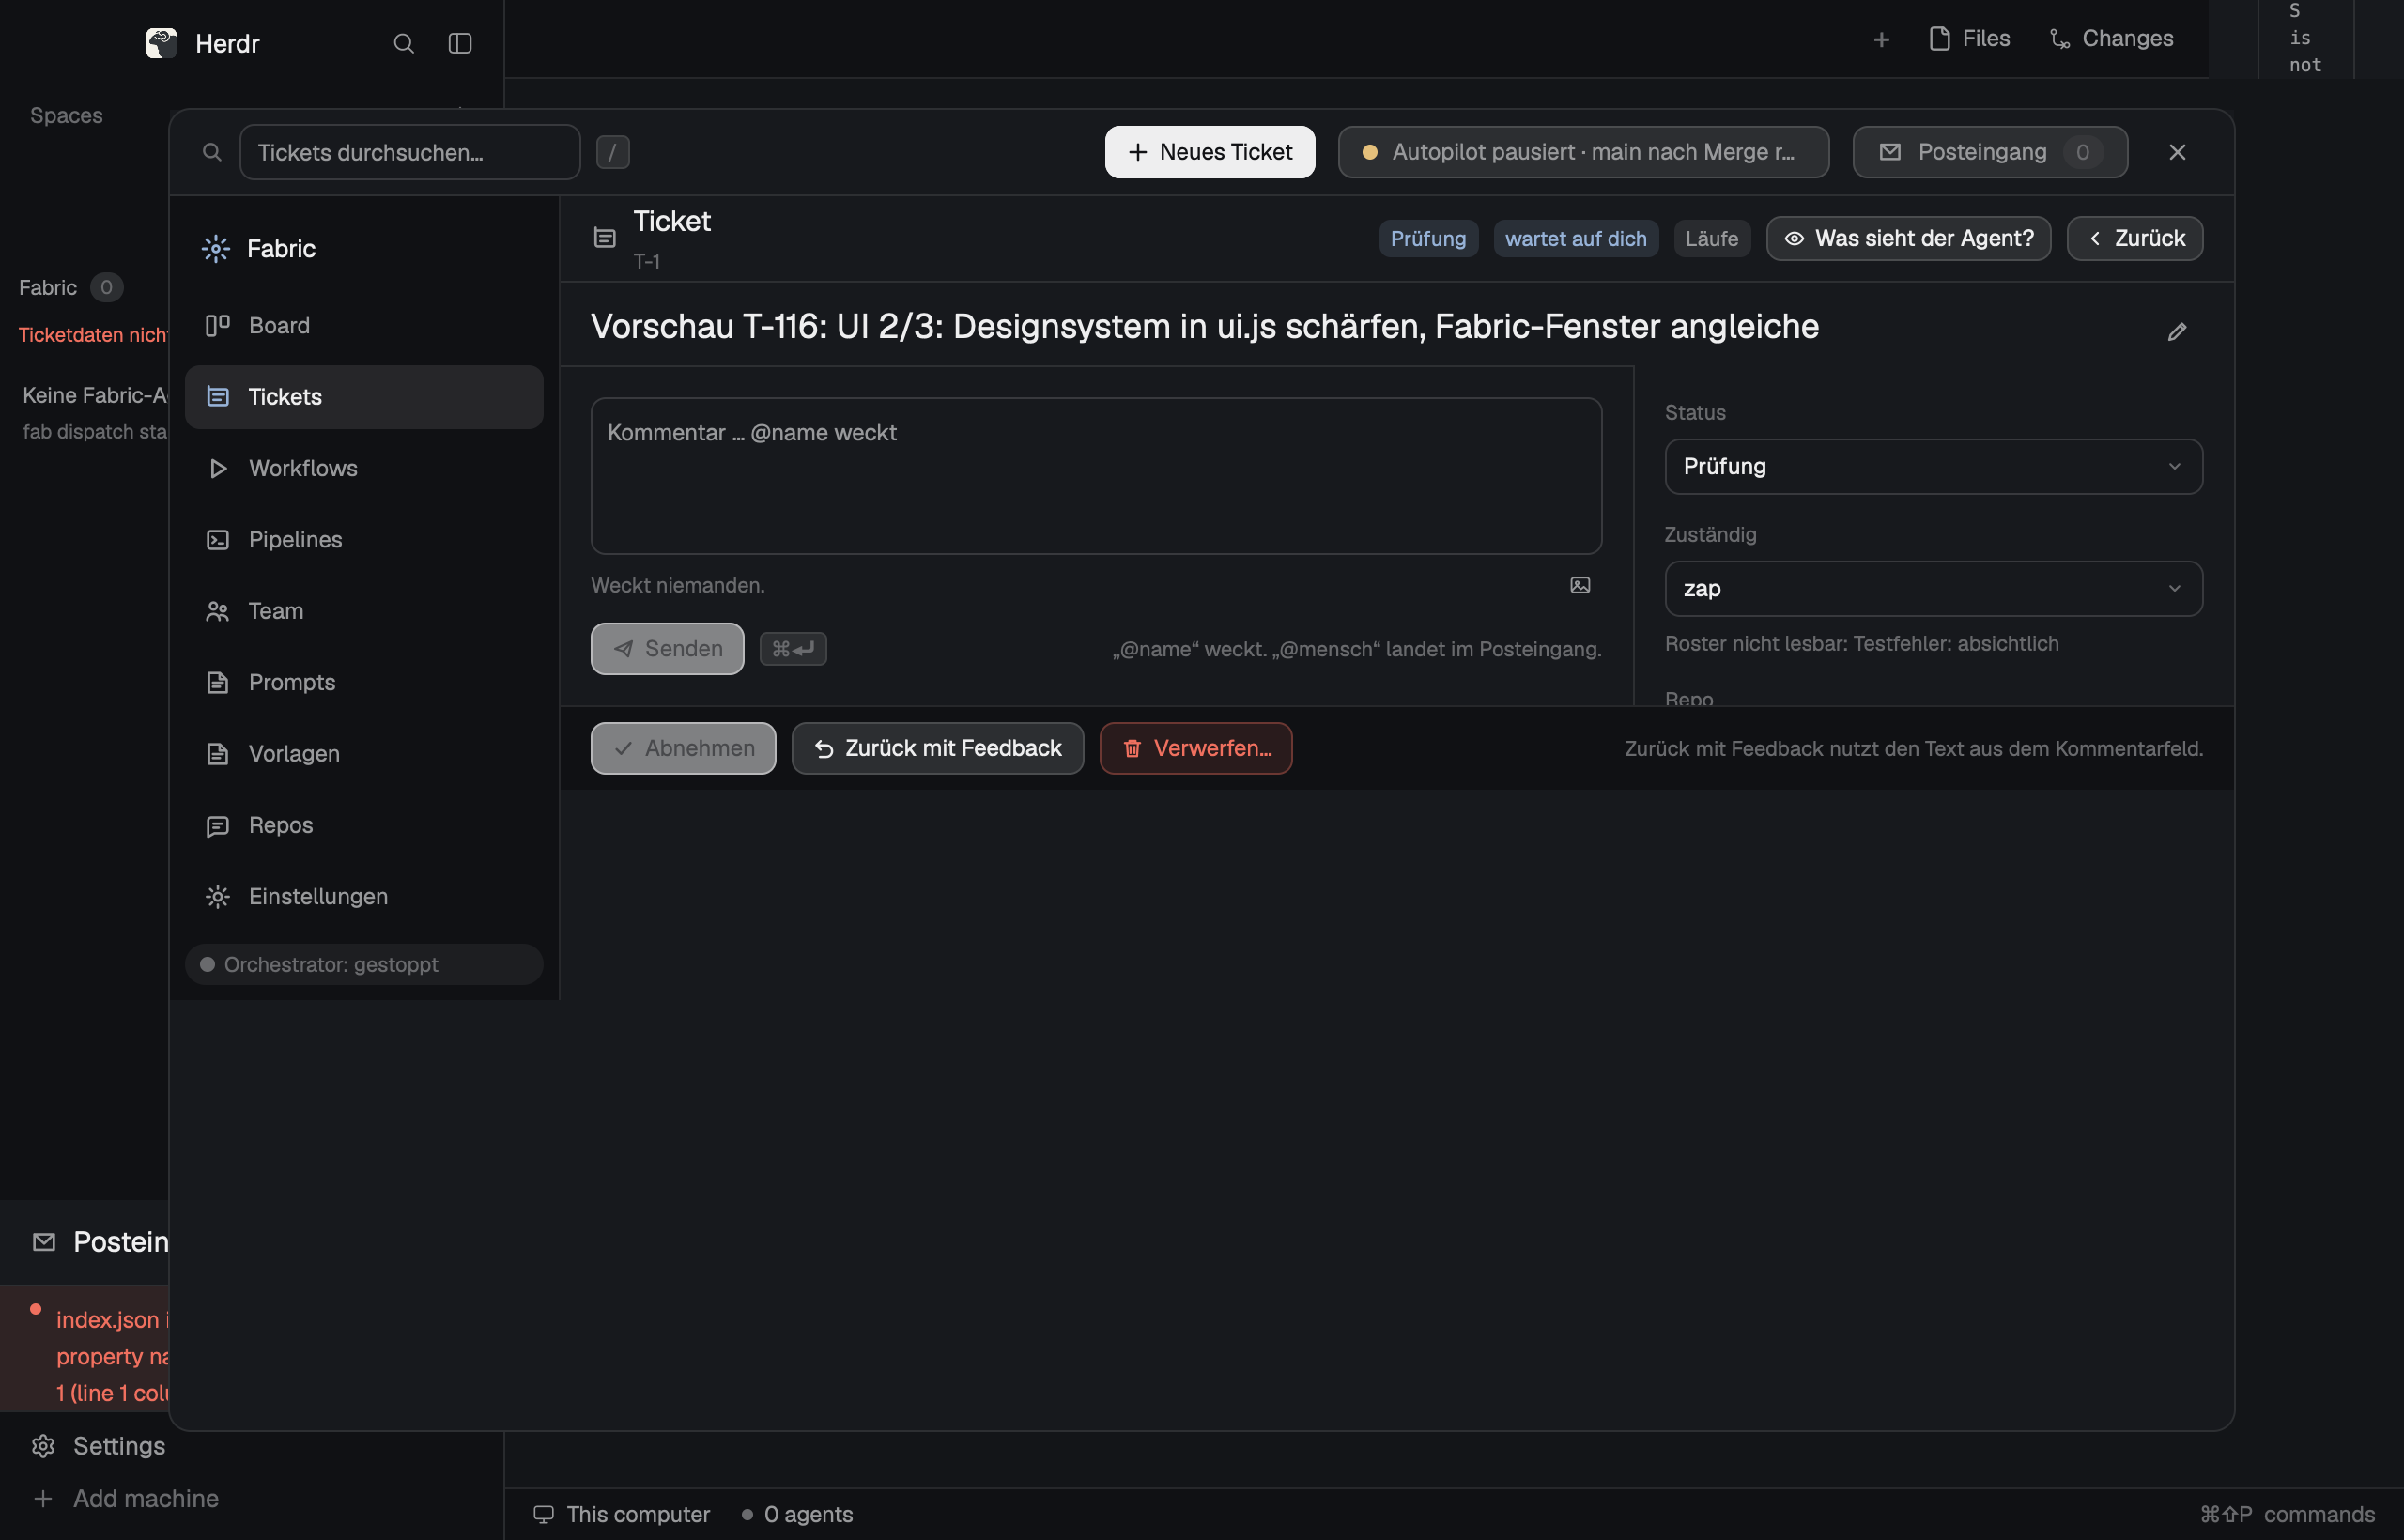 Herdr
Files
Changes
S
is
not
Spaces
Tickets durchsuchen…
/
Neues Ticket
Autopilot pausiert · main nach Merge r…
Posteingang 0
Fabric 0
Ticketdaten nich
Keine Fabric-A
fab dispatch sta
Fabric
Board
Tickets
Workflows
Pipelines
Team
Prompts
Vorlagen
Repos
Einstellungen
Orchestrator: gestoppt
Ticket
T-1
Prüfung
wartet auf dich
Läufe
Was sieht der Agent?
Zurück
Vorschau T-116: UI 2/3: Designsystem in ui.js schärfen, Fabric-Fenster angleiche
Kommentar … @name weckt
Weckt niemanden.
Senden
⌘↵
„@name“ weckt. „@mensch“ landet im Posteingang.
Status
Prüfung
Zuständig
zap
Roster nicht lesbar: Testfehler: absichtlich
Repo
Abnehmen
Zurück mit Feedback
Verwerfen…
Zurück mit Feedback nutzt den Text aus dem Kommentarfeld.
Postein
index.json i
property na
1 (line 1 colu
Settings
Add machine
This computer
0 agents
⌘⇧P commands